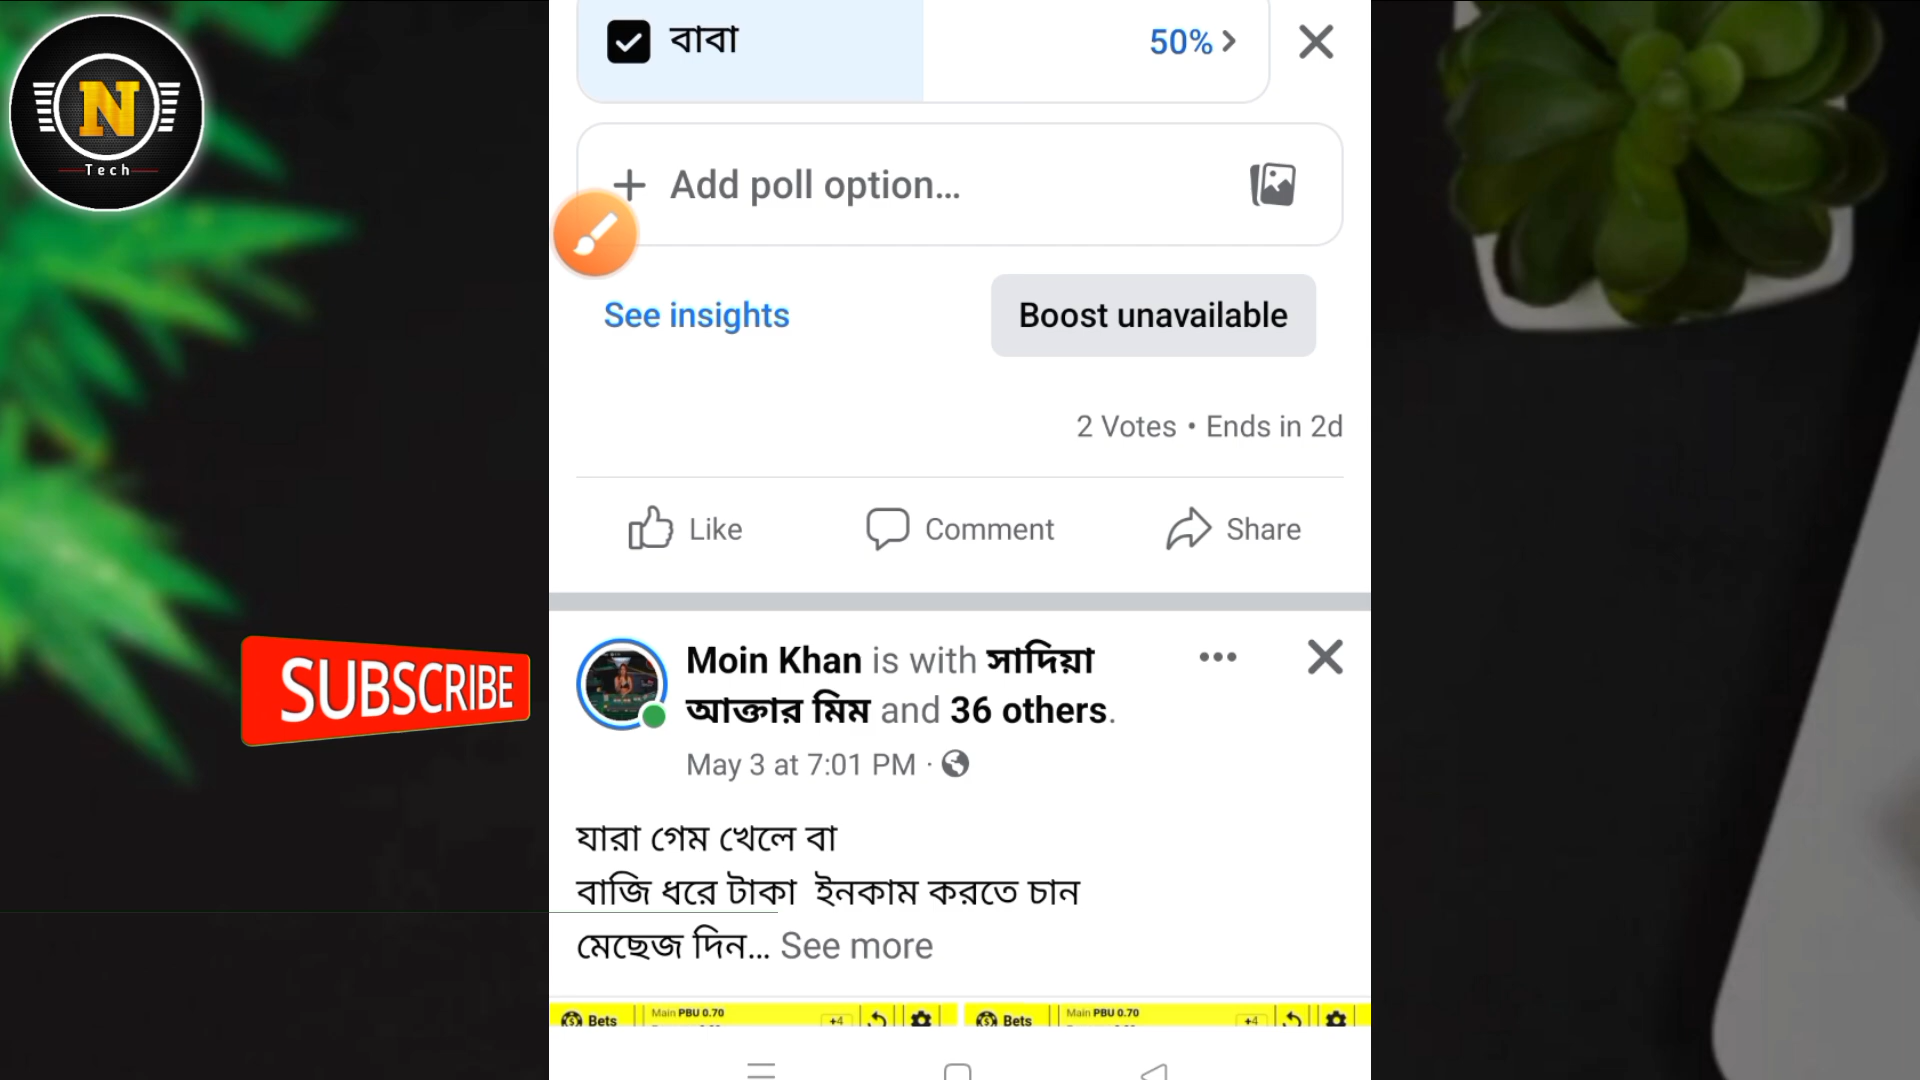 N
Tech
বাবা
50%
Add poll option...
See insights
Boost unavailable
2 Votes • Ends in 2d
Like
Comment
Share
SUBSCRIBE
Moin Khan is with সাদিয়া
আক্তার মিম and 36 others.
May 3 at 7:01 PM ·
যারা গেম খেলে বা
বাজি ধরে টাকা ইনকাম করতে চান
মেছেজ দিন... See more
Bets
Main PBU 0.70
+4
Bets
Main PBU 0.70
+4